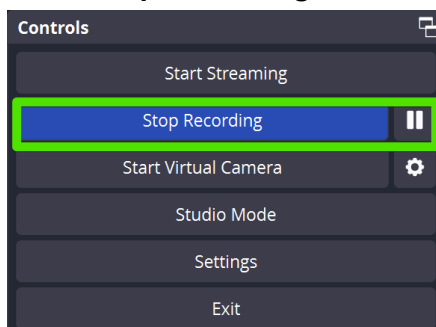 Controls
Start Streaming
Stop Recording
Start Virtual Camera
Studio Mode
Settings
Exit